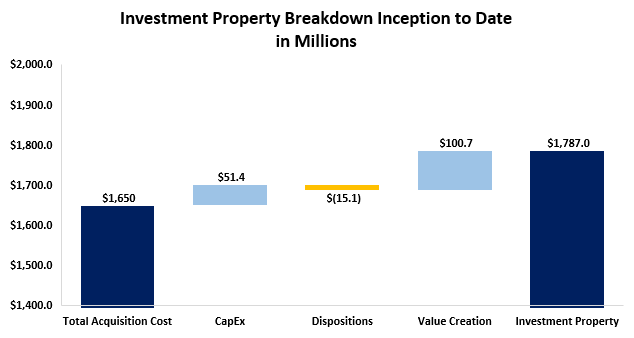 Investment Property Breakdown Inception to Date
in Millions
$2,000.0
$1,900.0
$1,800.0
$1,700.0
$1,600.0
$1,500.0
$1,400.0
$1,650
$51.4
$(15.1)
$100.7
$1,787.0
Total Acquisition Cost
CapEx
Dispositions
Value Creation
Investment Property